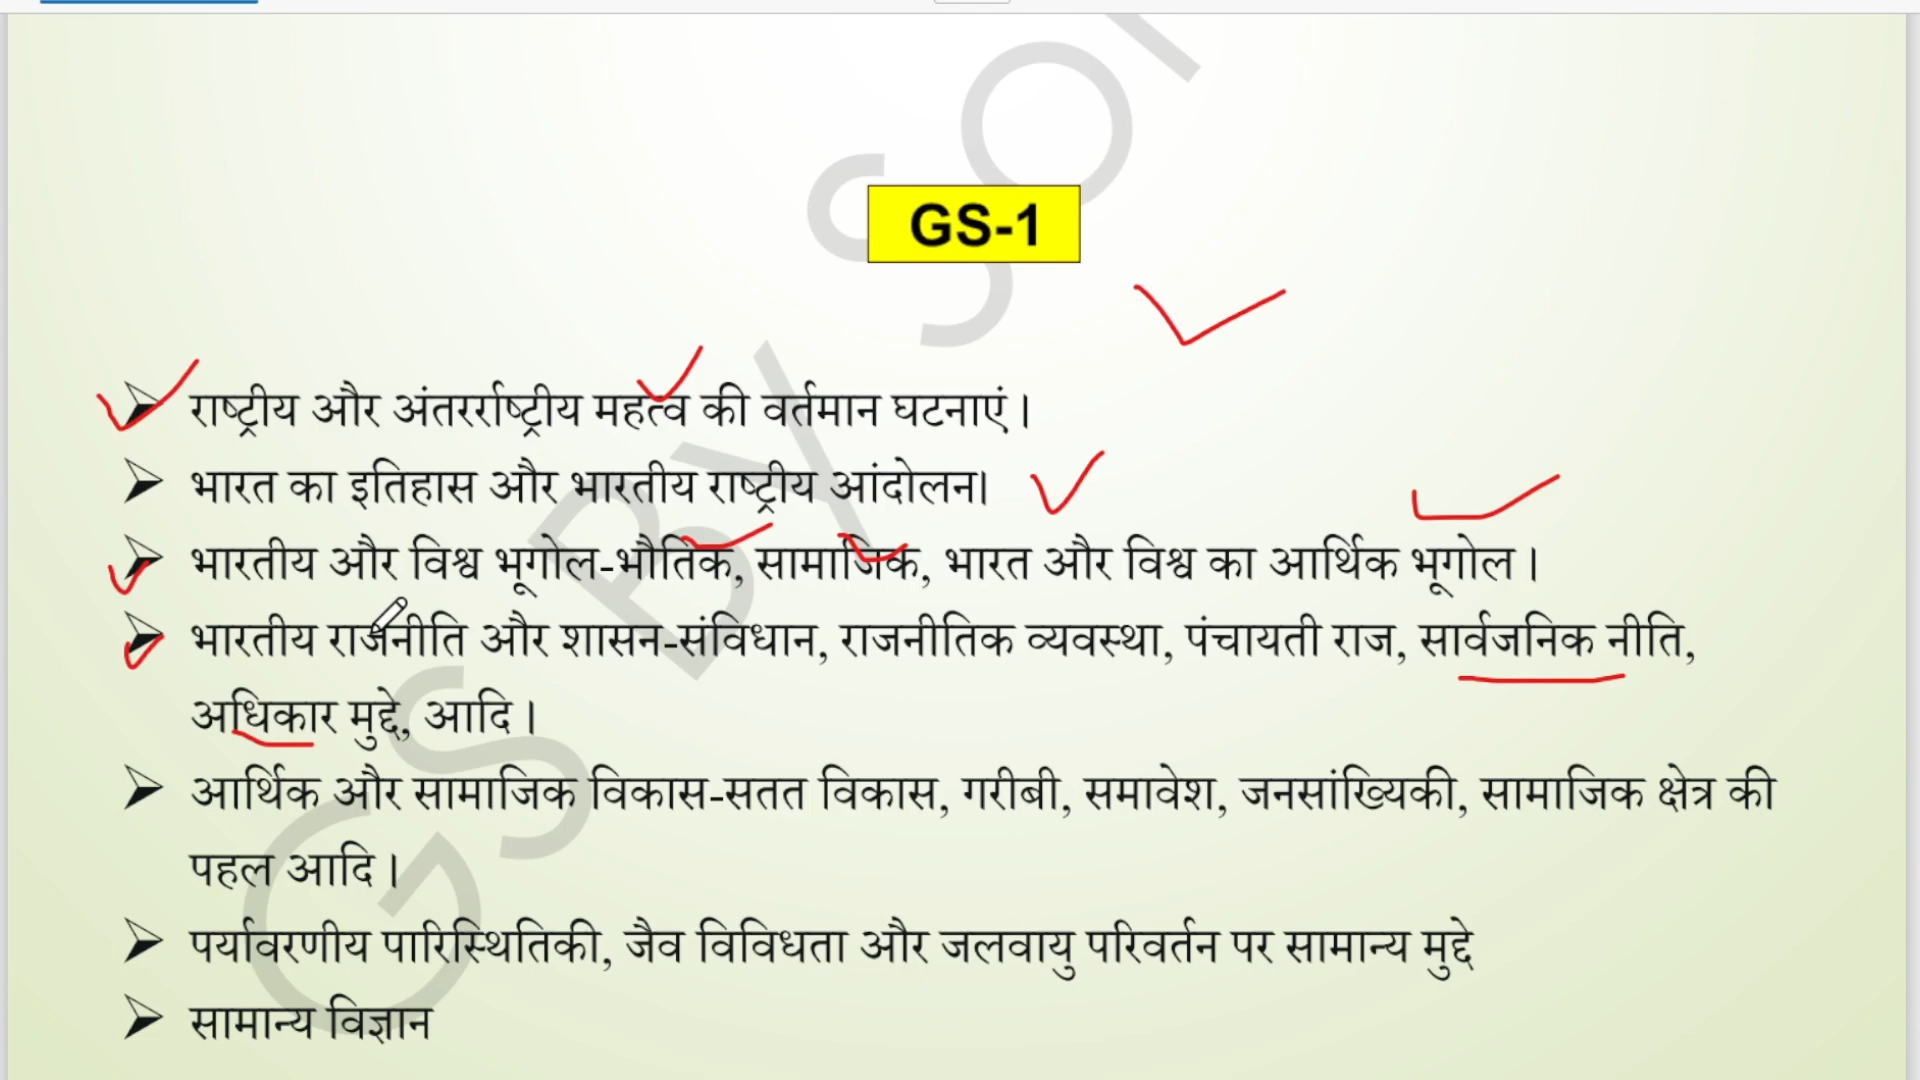 GS-1
राष्ट्रीय और अंतरर्राष्ट्रीय महत्व की वर्तमान घटनाएं।
भारत का इतिहास और भारतीय राष्ट्रीय आंदोलन।
भारतीय और विश्व भूगोल-भौतिक, सामाजिक, भारत और विश्व का आर्थिक भूगोल।
भारतीय राजनीति और शासन-संविधान, राजनीतिक व्यवस्था, पंचायती राज, सार्वजनिक नीति,
अधिकार मुद्दे, आदि।
आर्थिक और सामाजिक विकास-सतत विकास, गरीबी, समावेश, जनसांख्यिकी, सामाजिक क्षेत्र की
पहल आदि।
पर्यावरणीय पारिस्थितिकी, जैव विविधता और जलवायु परिवर्तन पर सामान्य मुद्दे
सामान्य विज्ञान
GS By